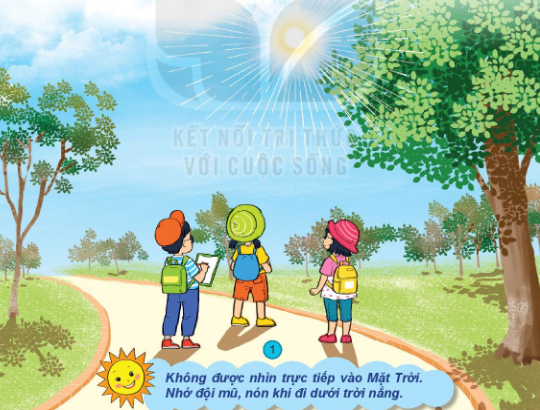 KẾT NỐI TRI THỨC
VỚI CUỘC SỐNG
1
Không được nhìn trực tiếp vào Mặt Trời.
Nhớ đội mũ, nón khi đi dưới trời nắng.